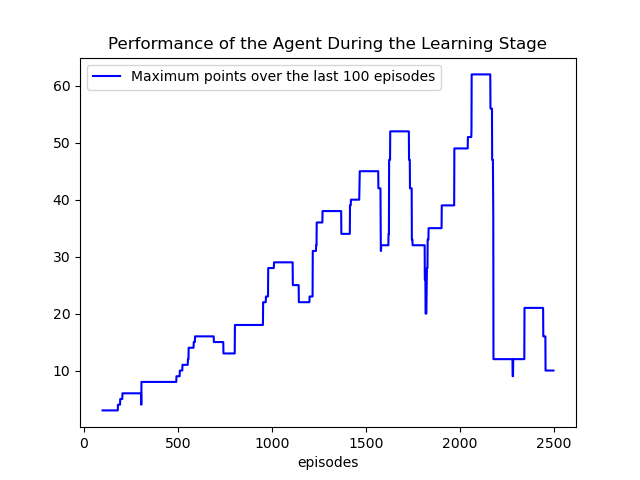 Performance of the Agent During the Learning Stage
Maximum points over the last 100 episodes
60
50
40
30
20
10
0 500 1000 1500 2000 2500
episodes